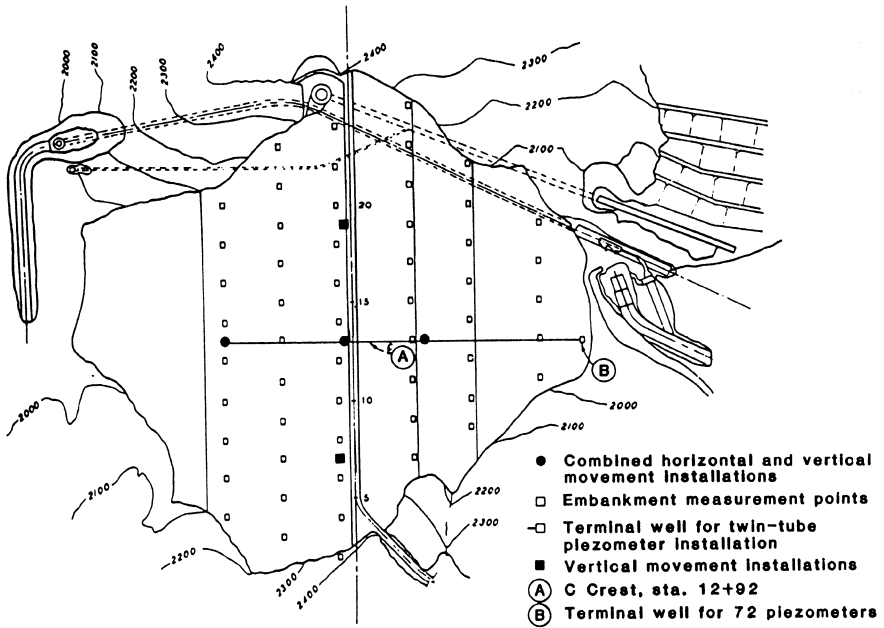 2000
2100
2200
2300
2400
2400
2300
2200
2100
20
15
10
5
A
B
2000
2100
2200
2300
2000
2100
2200
2300
2400
● Combined horizontal and vertical
movement installations
□ Embankment measurement points
Terminal well for twin-tube
piezometer installation
■ Vertical movement installations
A C Crest, sta. 12+92
B Terminal well for 72 piezometers